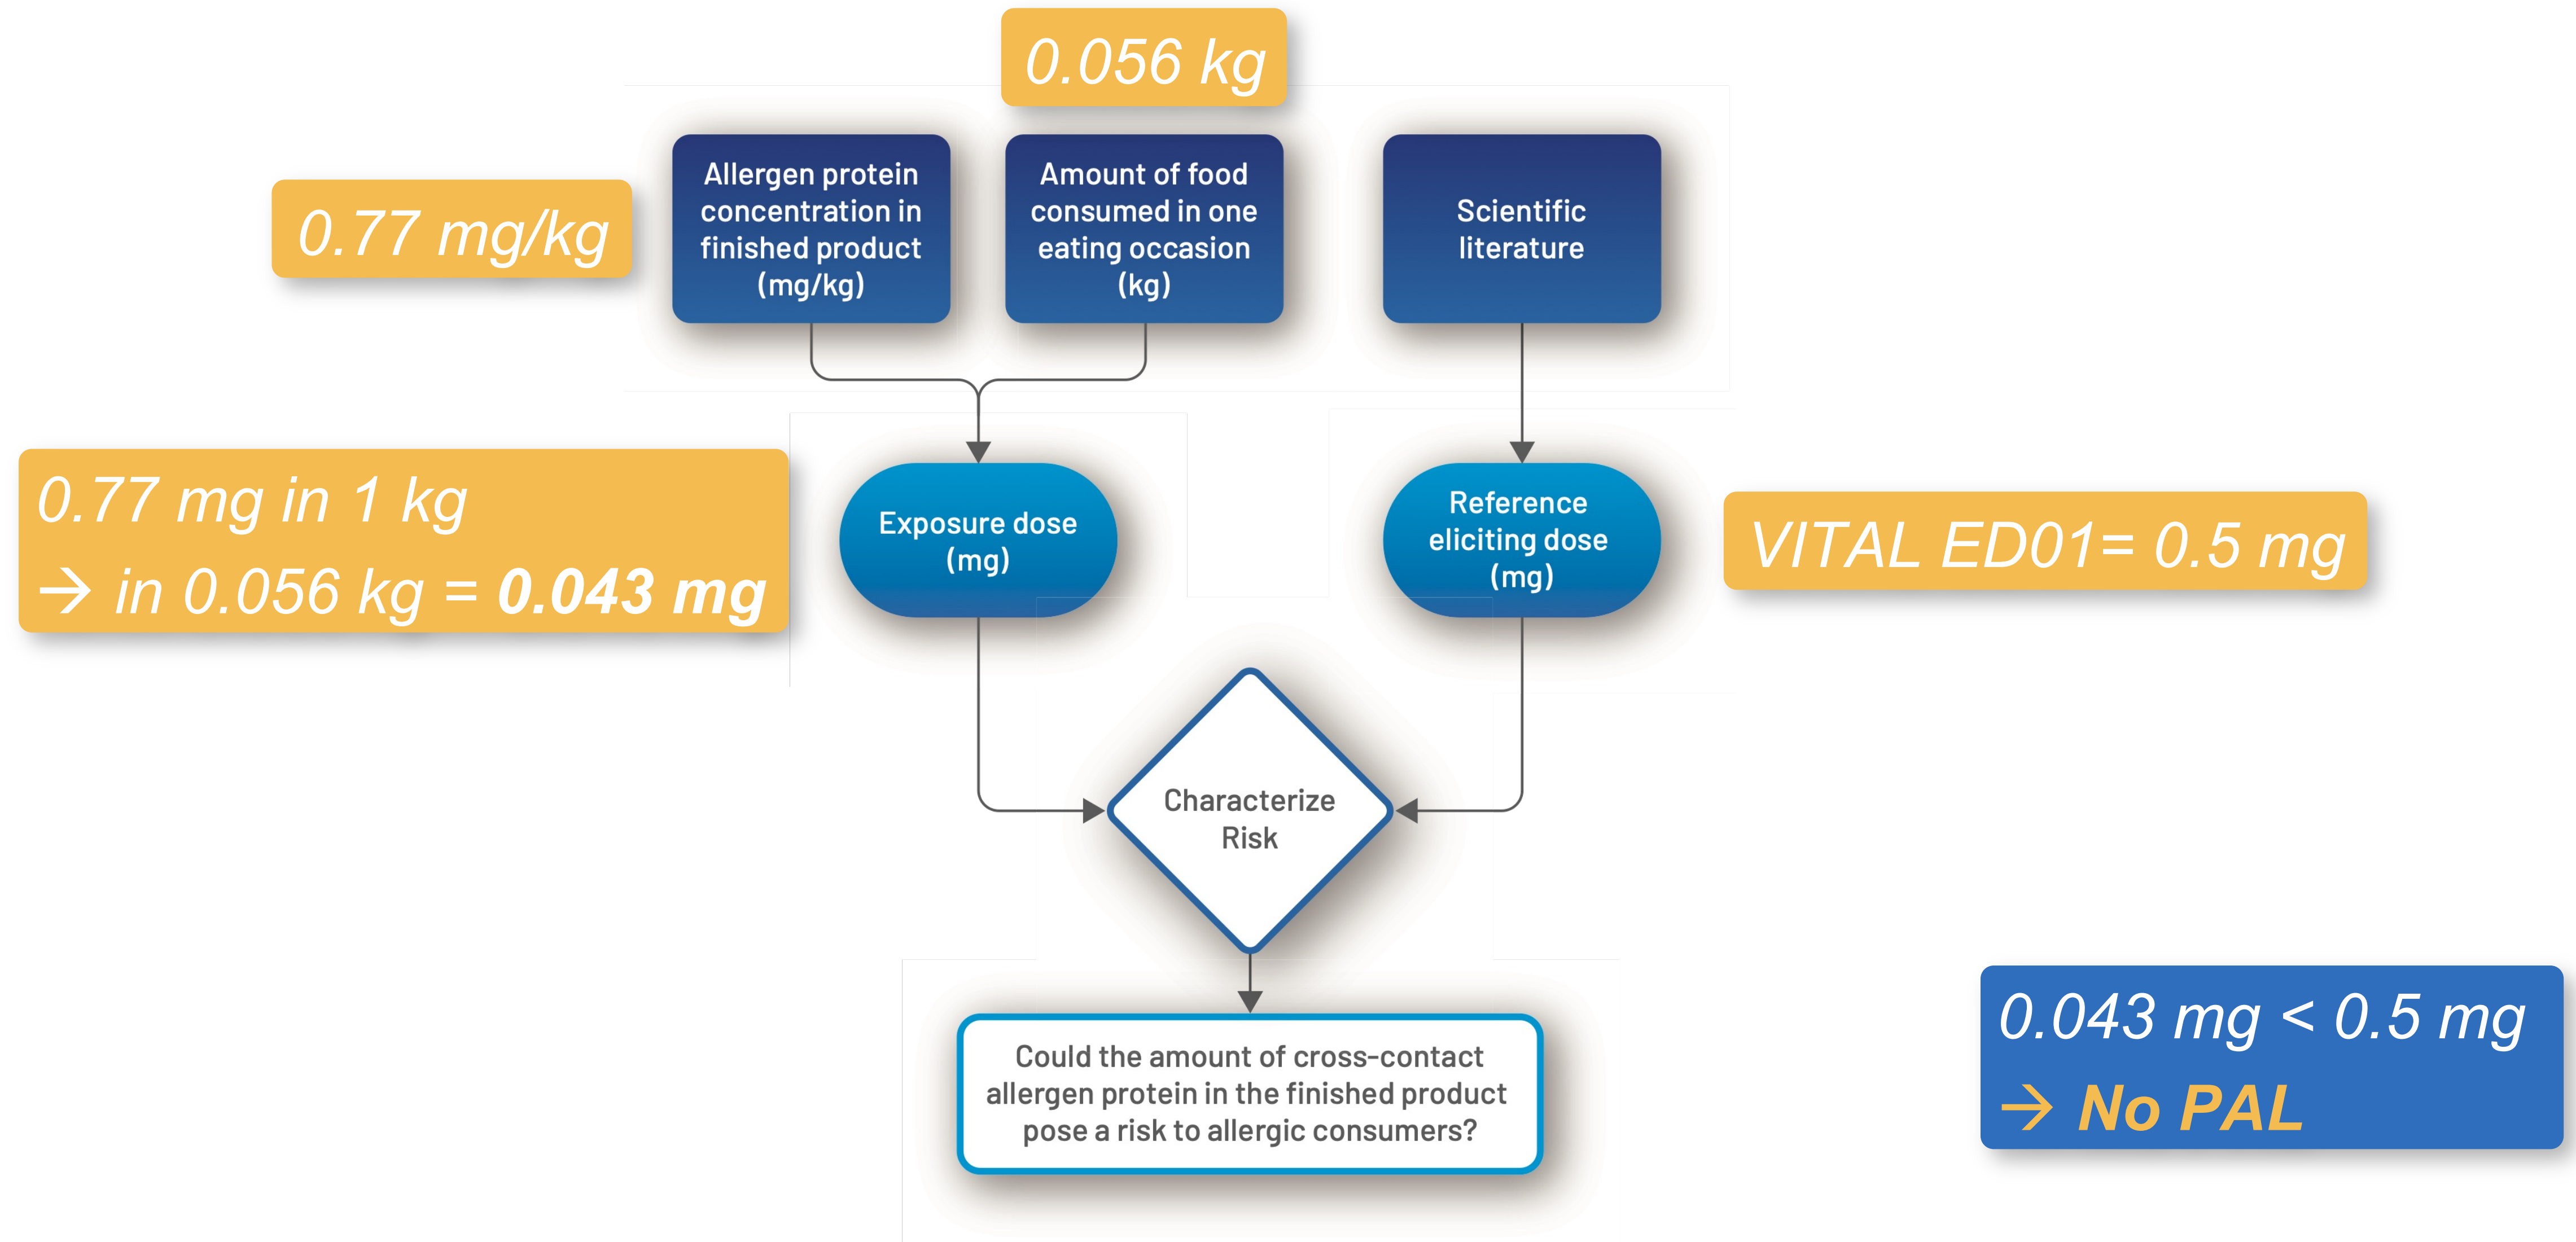 0.056 kg
0.77 mg/kg
Allergen protein
concentration in
finished product
(mg/kg)
Amount of food
consumed in one
eating occasion
(kg)
Scientific
literature
0.77 mg in 1 kg
→ in 0.056 kg = 0.043 mg
Exposure dose
(mg)
Reference
eliciting dose
(mg)
VITAL ED01= 0.5 mg
Characterize
Risk
Could the amount of cross-contact
allergen protein in the finished product
pose a risk to allergic consumers?
0.043 mg < 0.5 mg
→ No PAL